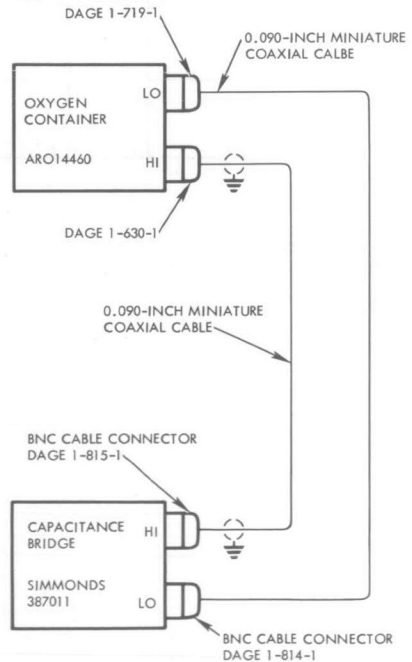 DAGE 1-719-1
0.090-INCH MINIATURE
COAXIAL CALBE
LO
OXYGEN
CONTAINER
ARO14460
HI
DAGE 1-630-1
0.090-INCH MINIATURE
COAXIAL CABLE
BNC CABLE CONNECTOR
DAGE 1-815-1
CAPACITANCE
BRIDGE
HI
SIMMONDS
387011
LO
BNC CABLE CONNECTOR
DAGE 1-814-1